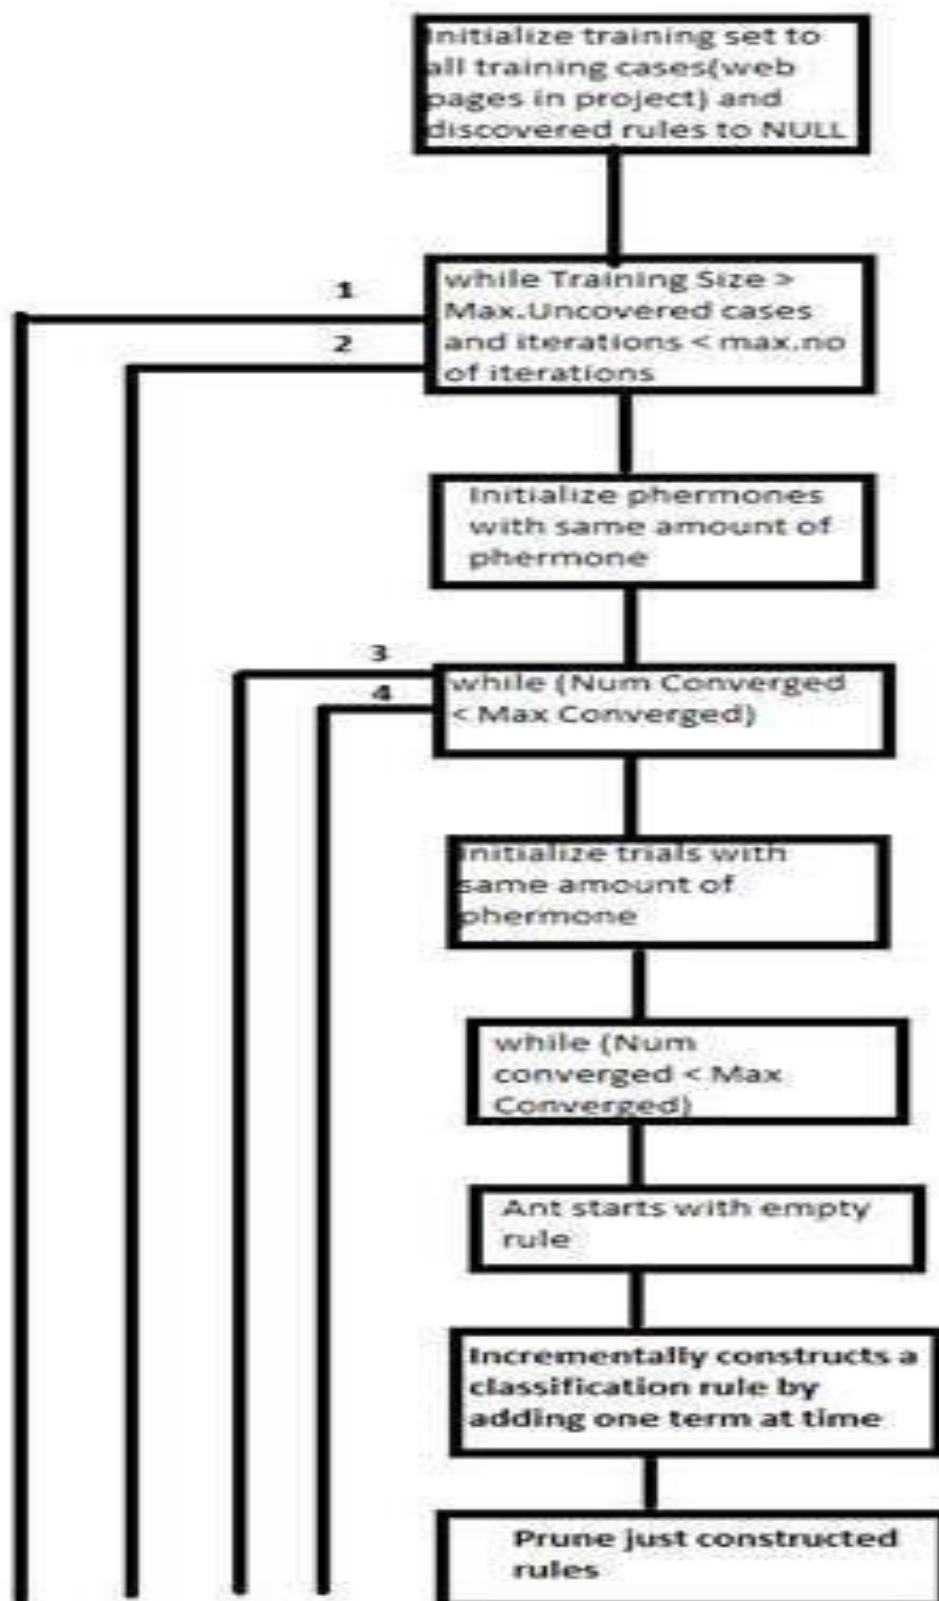 Initialize training set to
all training cases(web
pages in project) and
discovered rules to NULL
while Training Size >
Max.Uncovered cases
and iterations < max.no
of iterations
1
2
Initialize phermones
with same amount of
phermone
3
4
while (Num Converged
< Max Converged)
Initialize trials with
same amount of
phermone
while (Num
converged < Max
Converged)
Ant starts with empty
rule
Incrementally constructs a
classification rule by
adding one term at time
Prune just constructed
rules